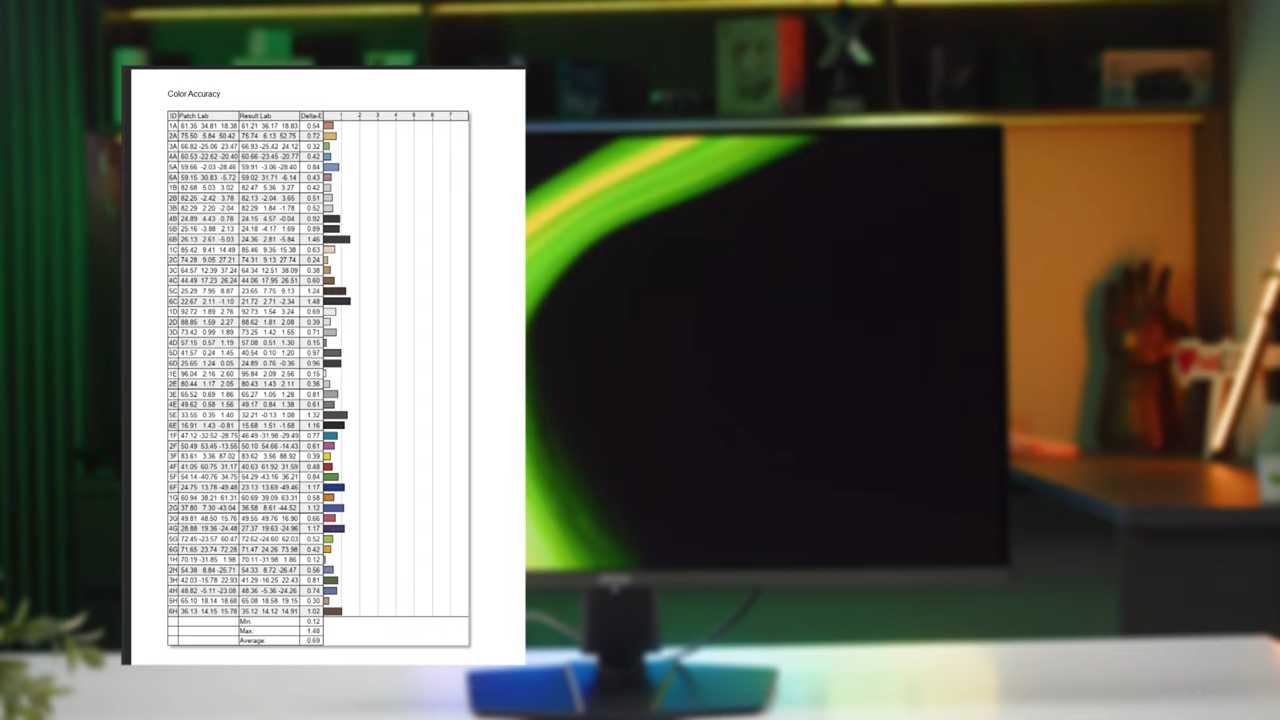 Color Accuracy
ID Patch Lab Result Lab Delta-E 1 2 3 4 5 6 7
1A 61.35 34.81 18.38 61.21 36.17 18.83 0.54
2A 75.50 5.84 50.42 75.74 6.13 52.75 0.72
3A 66.82 -25.06 23.47 66.93 -25.42 24.12 0.32
4A 60.53 -22.62 -20.40 60.66 -23.45 -20.77 0.42
5A 59.66 -2.03 -28.46 59.91 -3.06 -28.40 0.84
6A 59.15 30.83 -5.72 59.02 31.71 -6.14 0.43
1B 82.68 5.03 3.02 82.47 5.36 3.27 0.42
2B 82.25 -2.42 3.78 82.13 -2.04 3.65 0.51
3B 82.29 2.20 -2.04 82.29 1.84 -1.78 0.52
4B 24.89 4.43 0.78 24.15 4.57 -0.04 0.92
5B 25.16 -3.88 2.13 24.18 -4.17 1.69 0.89
6B 26.13 2.61 -5.03 24.36 2.81 -5.84 1.46
1C 85.42 9.41 14.49 85.46 9.35 15.38 0.63
2C 74.28 9.05 27.21 74.31 9.13 27.74 0.24
3C 64.57 12.39 37.24 64.34 12.51 38.09 0.38
4C 44.49 17.23 26.24 44.06 17.95 26.51 0.60
5C 25.29 7.95 8.87 23.65 7.75 9.13 1.24
6C 22.67 2.11 -1.10 21.72 2.71 -2.34 1.48
1D 92.72 1.89 2.76 92.73 1.54 3.24 0.69
2D 88.85 1.59 2.27 88.62 1.81 2.08 0.39
3D 73.42 0.99 1.89 73.25 1.42 1.55 0.71
4D 57.15 0.57 1.19 57.08 0.51 1.30 0.15
5D 41.57 0.24 1.45 40.54 0.10 1.20 0.97
6D 25.65 1.24 0.05 24.89 0.76 -0.36 0.96
1E 96.04 2.16 2.60 95.84 2.09 2.56 0.15
2E 80.44 1.17 2.05 80.43 1.43 2.11 0.36
3E 65.52 0.69 1.86 65.27 1.05 1.28 0.81
4E 49.62 0.58 1.56 49.17 0.84 1.38 0.61
5E 33.55 0.35 1.40 32.21 -0.13 1.08 1.32
6E 16.91 1.43 -0.81 15.68 1.51 -1.68 1.16
1F 47.12 -32.52 -28.75 46.49 -31.98 -29.49 0.77
2F 50.49 53.45 -13.55 50.10 54.66 -14.43 0.61
3F 83.61 3.36 87.02 83.62 3.56 88.92 0.39
4F 41.05 60.75 31.17 40.63 61.92 31.59 0.48
5F 54.14 -40.76 34.75 54.29 -43.16 36.21 0.84
6F 24.75 13.78 -49.48 23.13 13.69 -49.46 1.17
1G 60.94 38.21 61.31 60.69 39.09 63.31 0.58
2G 37.80 7.30 -43.04 36.58 8.61 -44.52 1.12
3G 49.81 48.50 15.76 49.55 49.76 16.90 0.66
4G 28.88 19.36 -24.48 27.37 19.63 -24.96 1.17
5G 72.45 -23.57 60.47 72.62 -24.60 62.03 0.52
6G 71.65 23.74 72.28 71.47 24.26 73.98 0.42
1H 70.19 -31.85 1.98 70.11 -31.98 1.86 0.12
2H 54.38 8.84 -25.71 54.33 8.72 -26.47 0.56
3H 42.03 -15.78 22.93 41.29 -16.25 22.43 0.81
4H 48.82 -5.11 -23.08 48.36 -5.36 -24.26 0.74
5H 65.10 18.14 18.68 65.08 18.58 19.15 0.30
6H 36.13 14.15 15.78 35.12 14.12 14.91 1.02
Min: 0.12
Max: 1.48
Average: 0.69